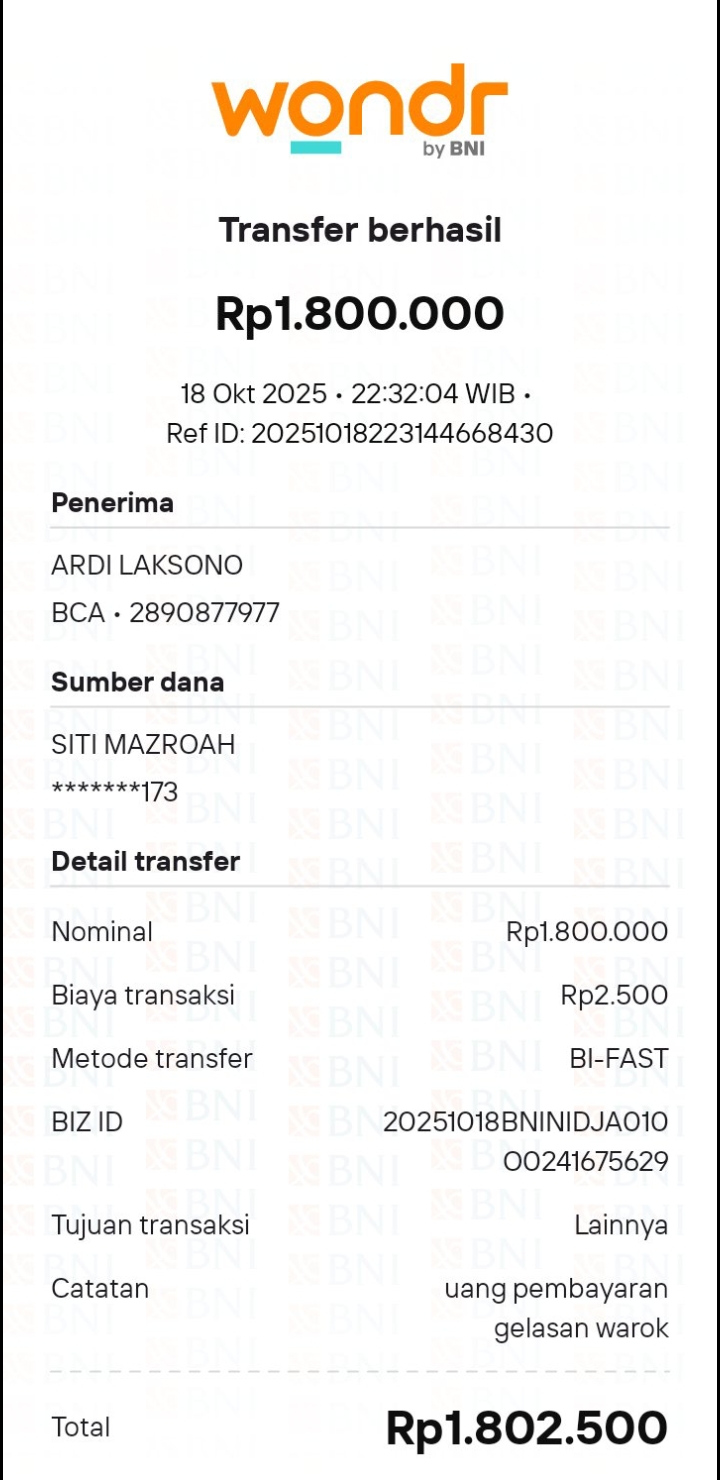 wondr
by BNI
Transfer berhasil
Rp1.800.000
18 Okt 2025 • 22:32:04 WIB •
Ref ID: 20251018223144668430
Penerima
ARDI LAKSONO
BCA • 2890877977
Sumber dana
SITI MAZROAH
*******173
Detail transfer
Nominal Rp1.800.000
Biaya transaksi Rp2.500
Metode transfer BI-FAST
BIZ ID 20251018BNINIDJA010
O0241675629
Tujuan transaksi Lainnya
Catatan uang pembayaran
gelasan warok
Total Rp1.802.500